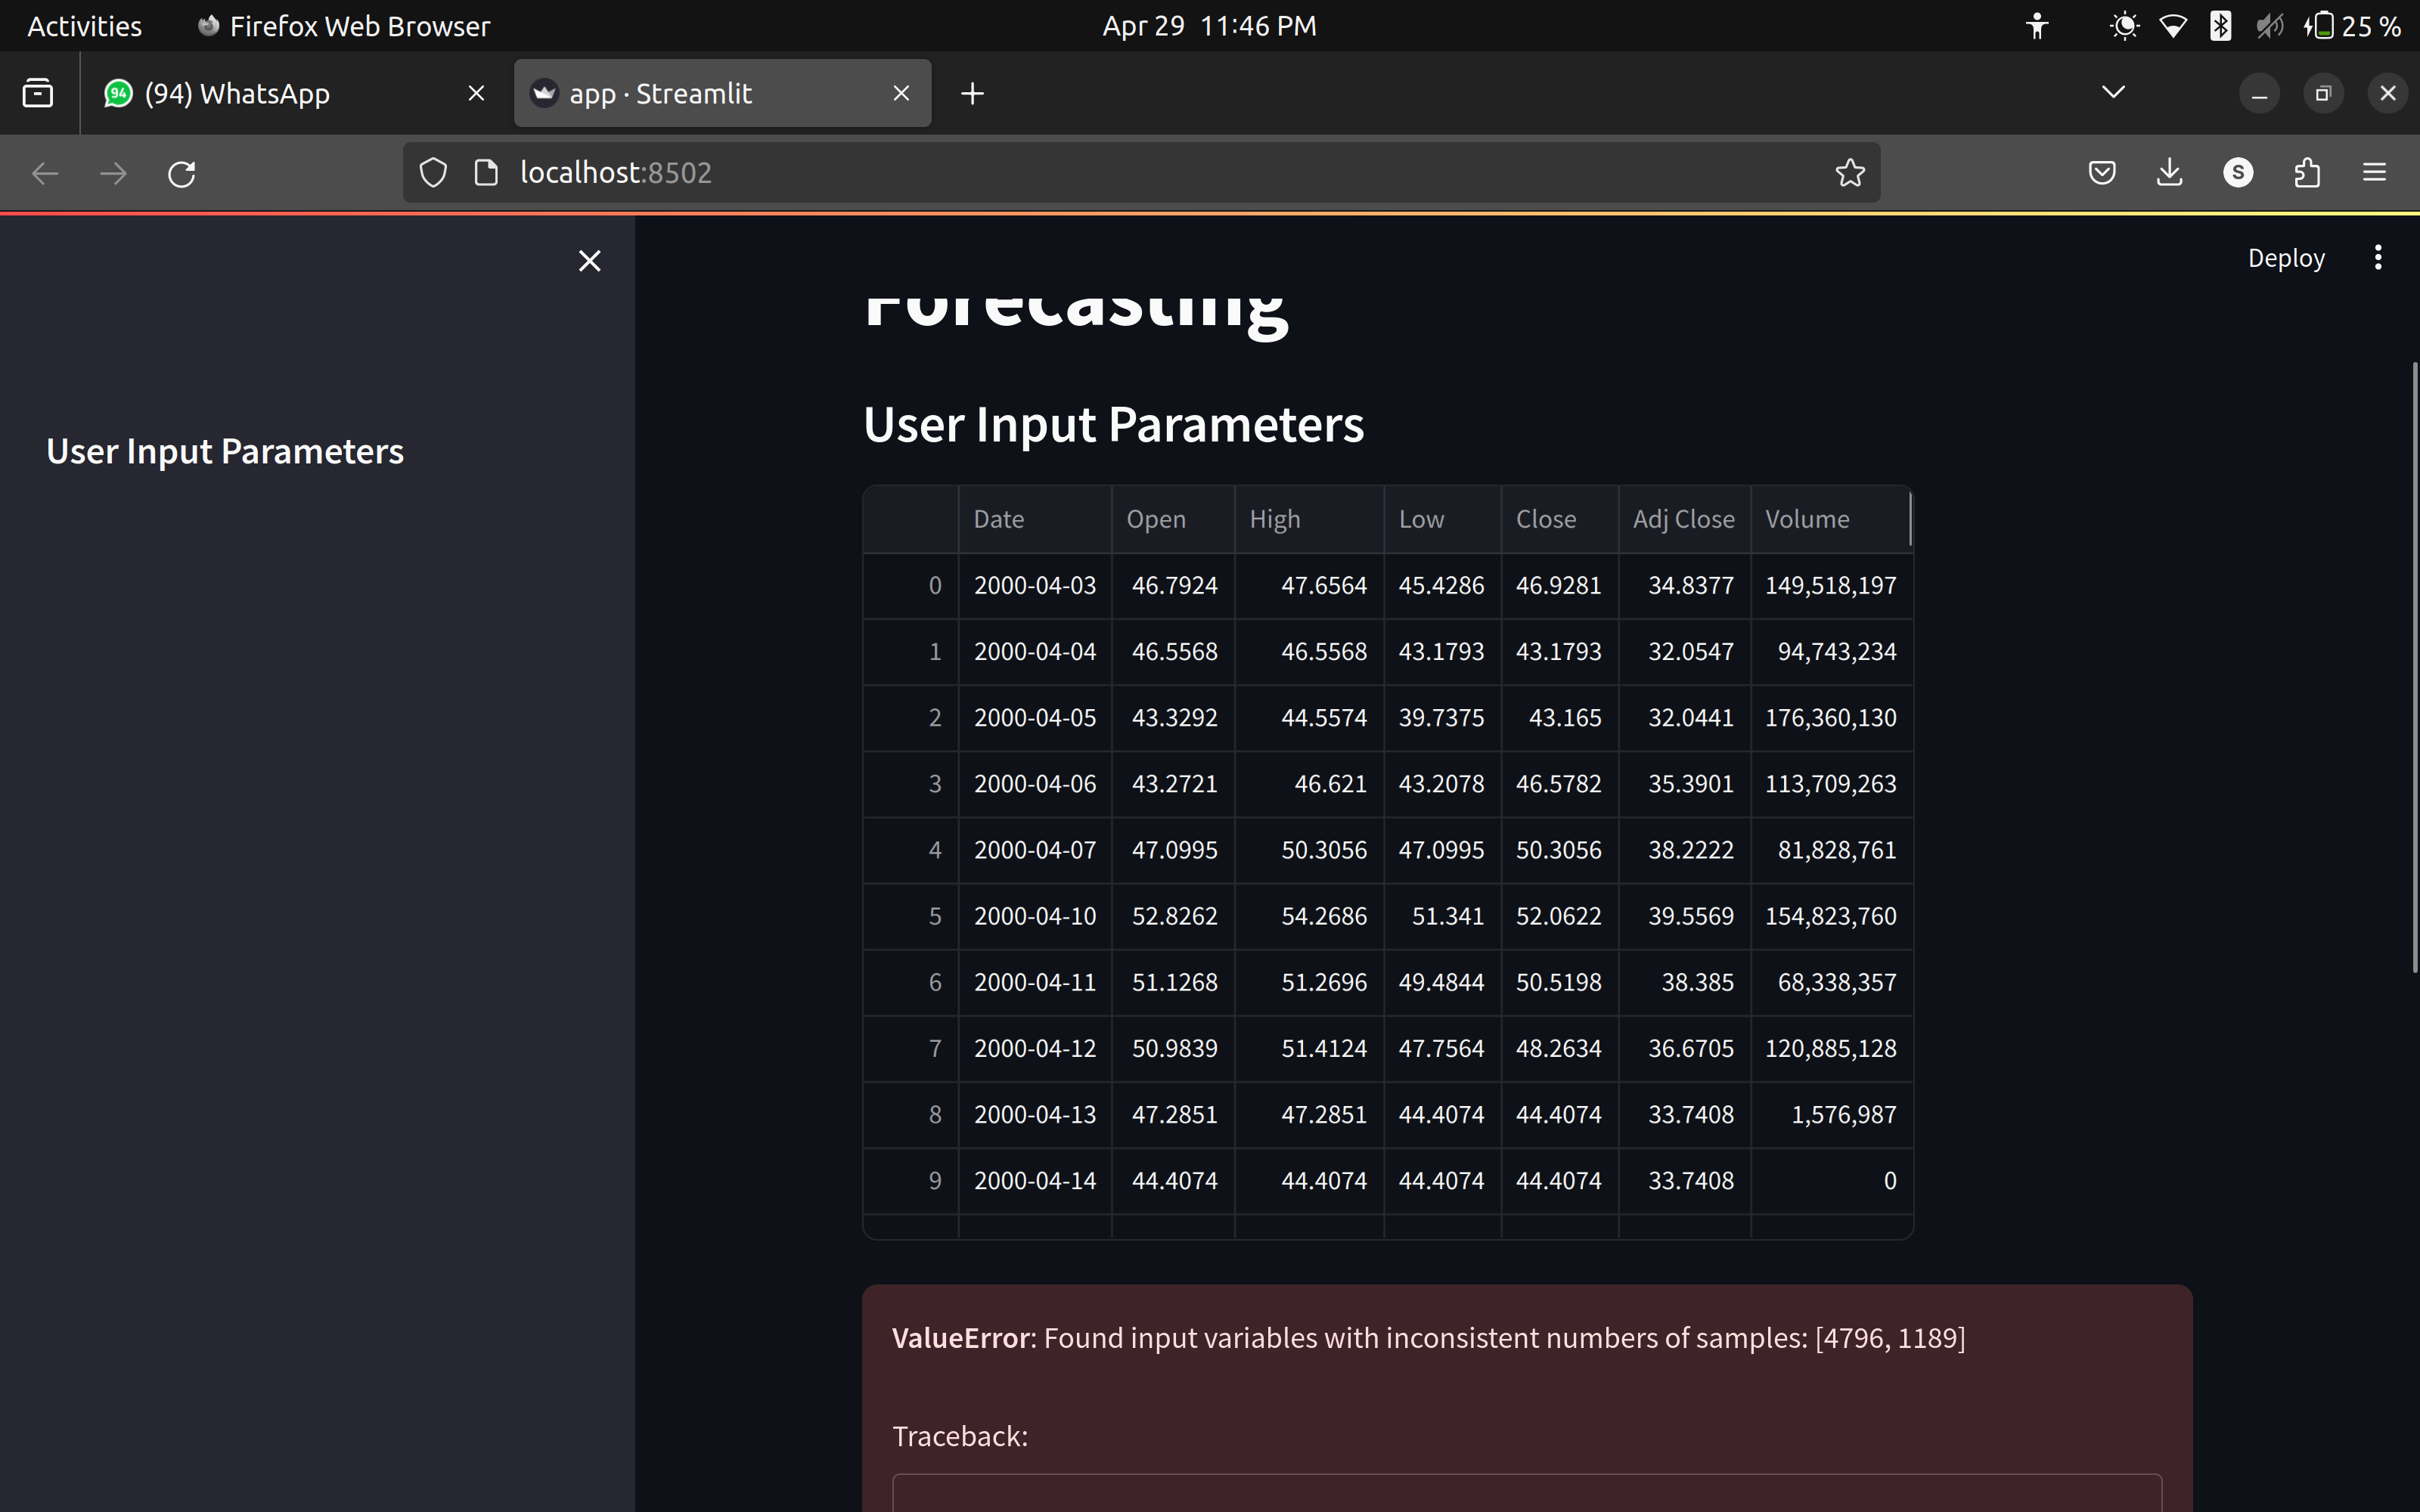 Activities Firefox Web Browser Apr 29 11:46 PM 25 %
94 (94) WhatsApp app · Streamlit
localhost:8502 S
Deploy
Forecasting
User Input Parameters
User Input Parameters
Date Open High Low Close Adj Close Volume
0 2000-04-03 46.7924 47.6564 45.4286 46.9281 34.8377 149,518,197
1 2000-04-04 46.5568 46.5568 43.1793 43.1793 32.0547 94,743,234
2 2000-04-05 43.3292 44.5574 39.7375 43.165 32.0441 176,360,130
3 2000-04-06 43.2721 46.621 43.2078 46.5782 35.3901 113,709,263
4 2000-04-07 47.0995 50.3056 47.0995 50.3056 38.2222 81,828,761
5 2000-04-10 52.8262 54.2686 51.341 52.0622 39.5569 154,823,760
6 2000-04-11 51.1268 51.2696 49.4844 50.5198 38.385 68,338,357
7 2000-04-12 50.9839 51.4124 47.7564 48.2634 36.6705 120,885,128
8 2000-04-13 47.2851 47.2851 44.4074 44.4074 33.7408 1,576,987
9 2000-04-14 44.4074 44.4074 44.4074 44.4074 33.7408 0
ValueError: Found input variables with inconsistent numbers of samples: [4796, 1189]
Traceback: